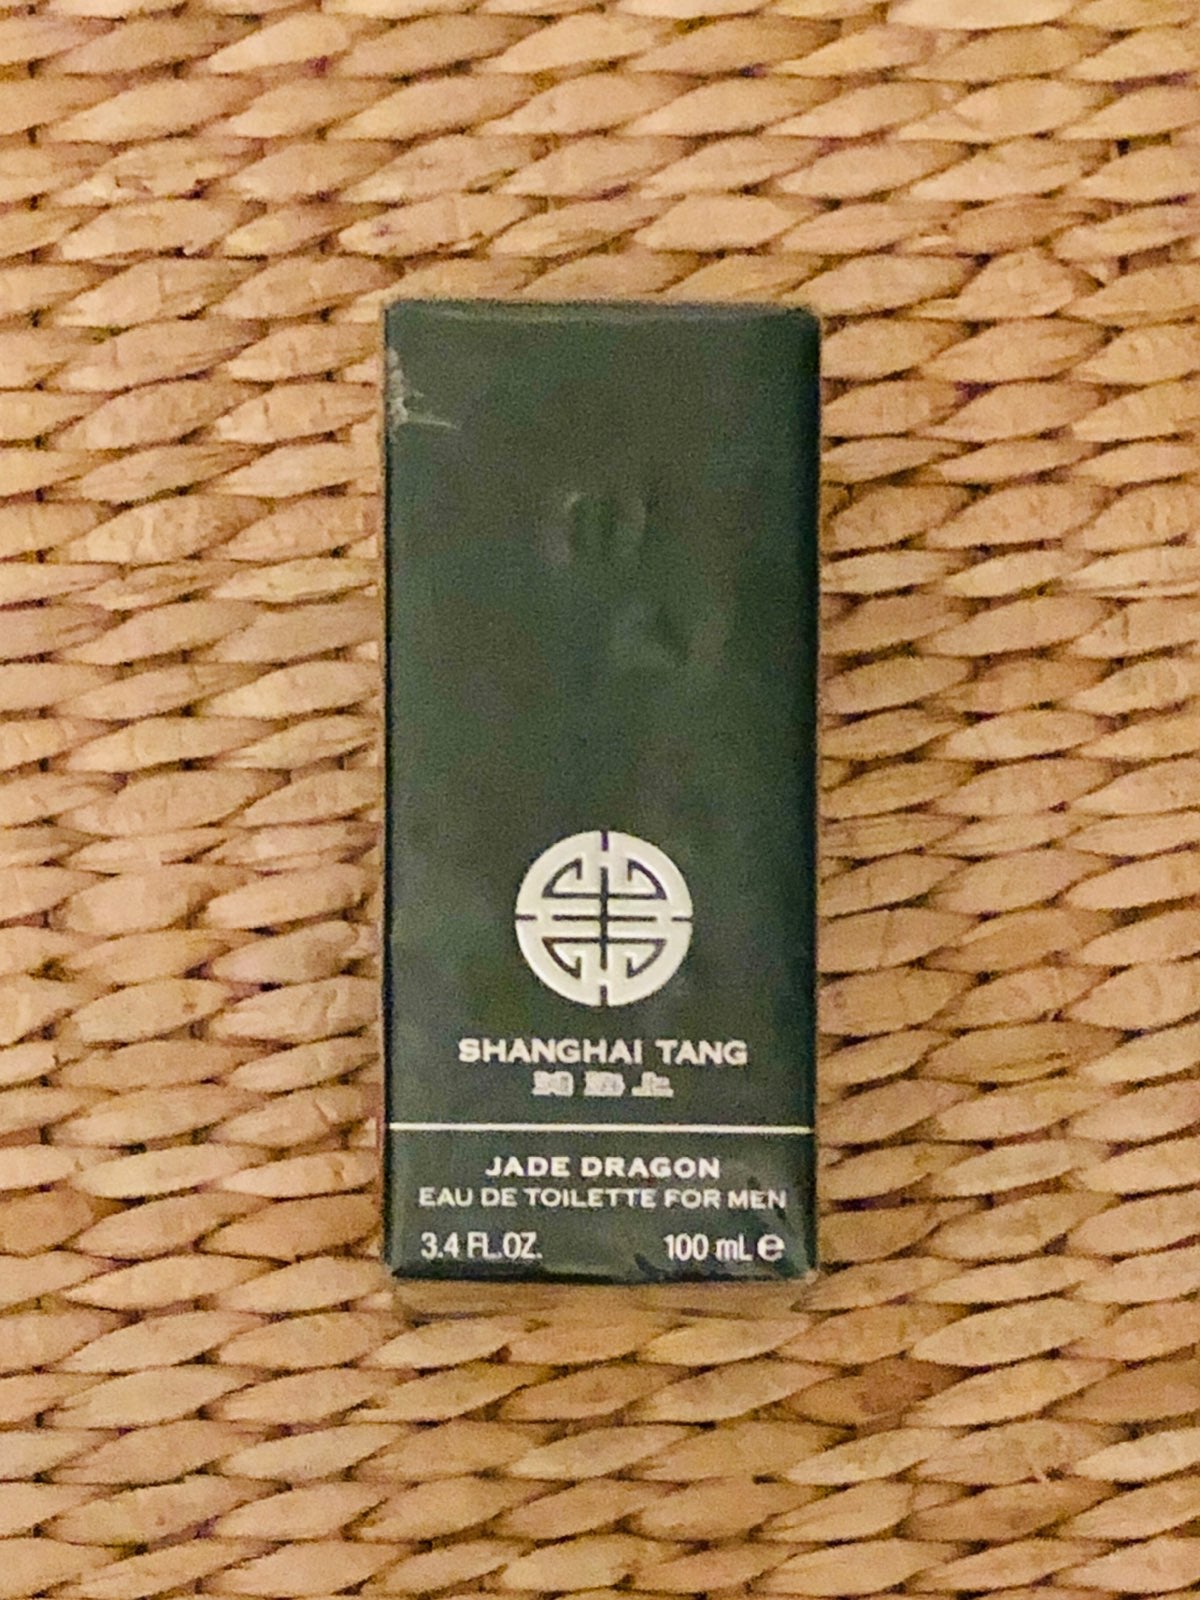 SHANGHAI TANG
JADE DRAGON
EAU DE TOILETTE FOR MEN
3.4 FL.OZ. 100 mL e